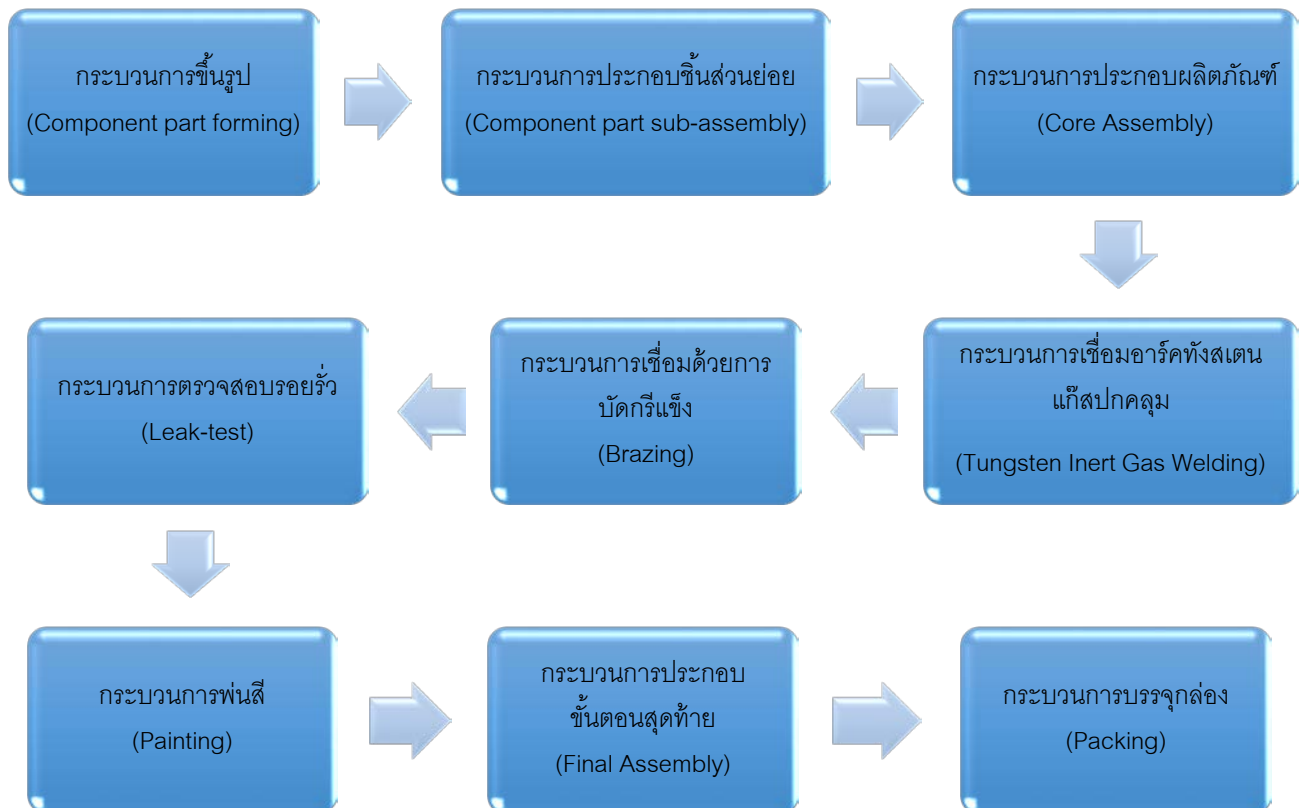 กระบวนการขึ้นรูป
(Component part forming)
กระบวนการประกอบชิ้นส่วนย่อย
(Component part sub-assembly)
กระบวนการประกอบผลิตภัณฑ์
(Core Assembly)
กระบวนการเชื่อมอาร์คทังสเตน
แก๊สปกคลุม
(Tungsten Inert Gas Welding)
กระบวนการเชื่อมด้วยการ
บัดกรีแข็ง
(Brazing)
กระบวนการตรวจสอบรอยรั่ว
(Leak-test)
กระบวนการพ่นสี
(Painting)
กระบวนการประกอบ
ขั้นตอนสุดท้าย
(Final Assembly)
กระบวนการบรรจุกล่อง
(Packing)